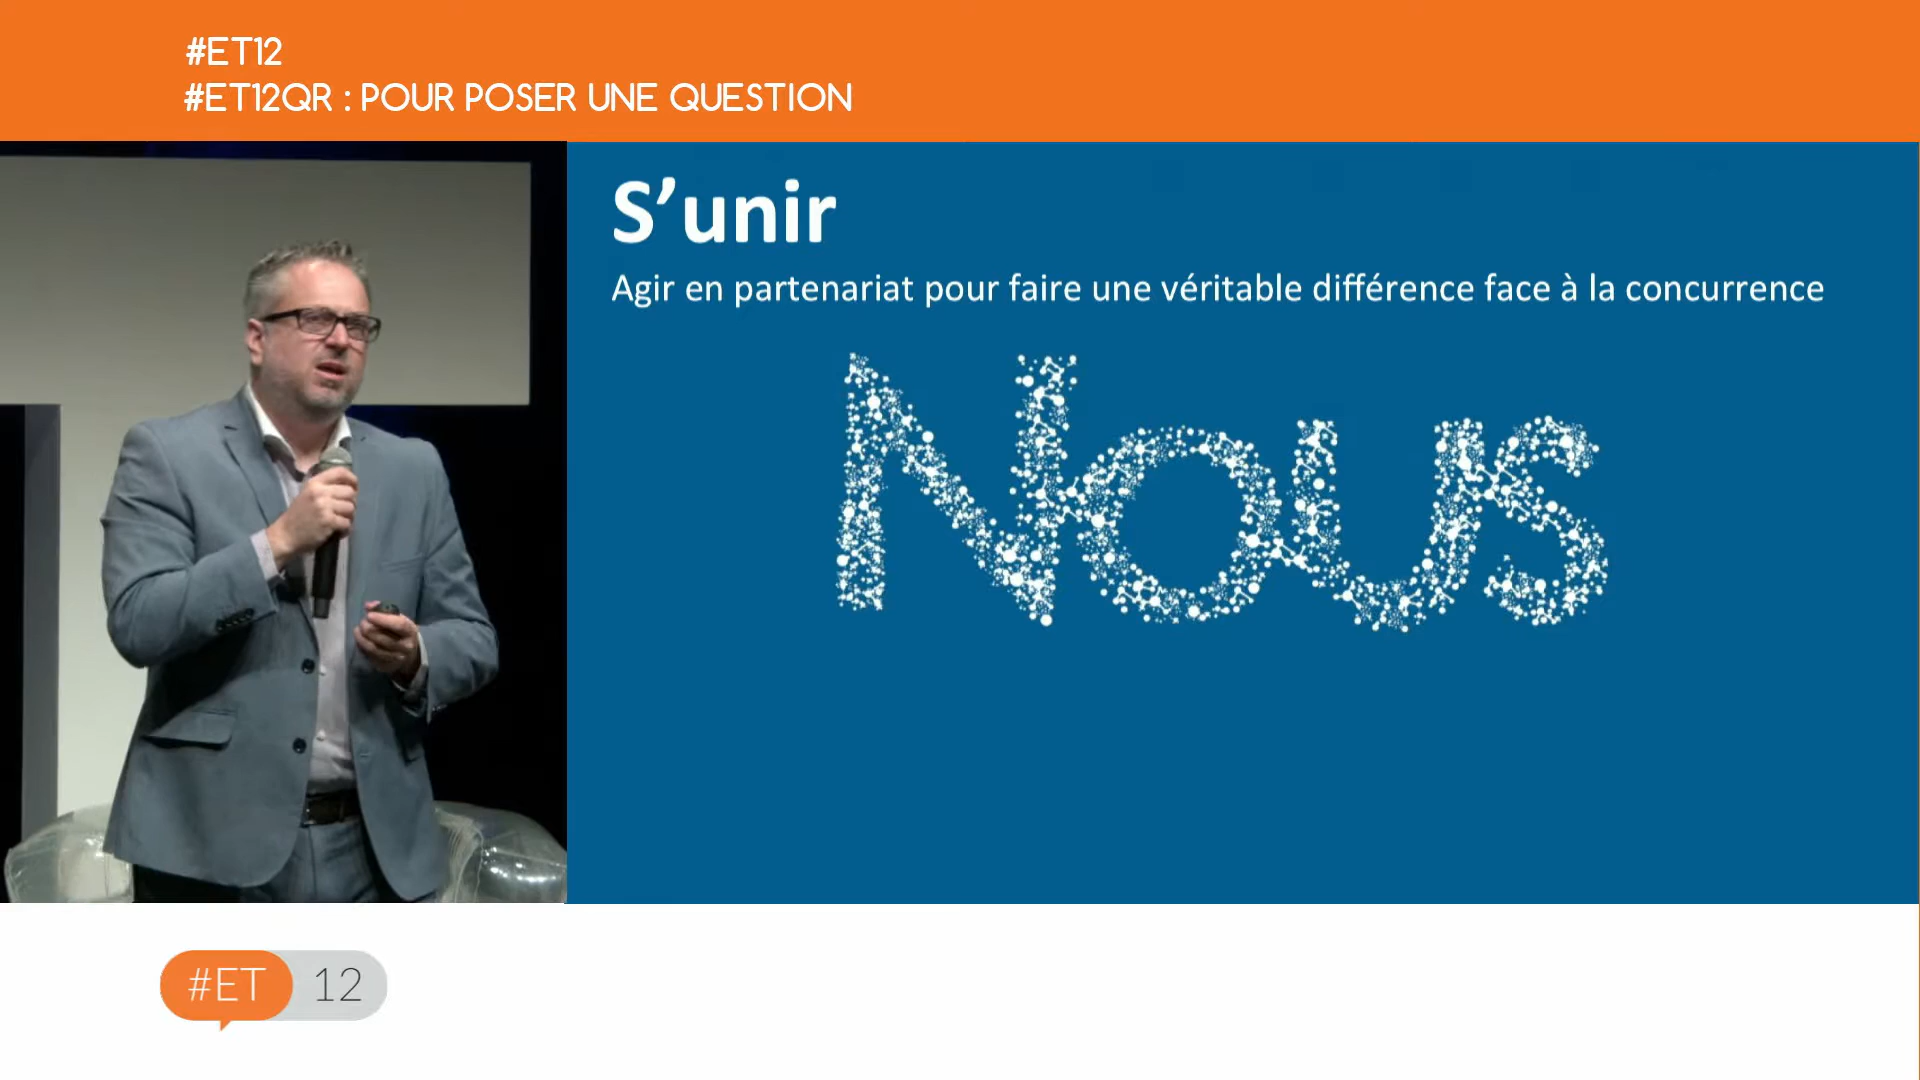 #ET12
#ET12QR : POUR POSER UNE QUESTION
S’unir
Agir en partenariat pour faire une véritable différence face à la concurrence
Nous
#ET 12